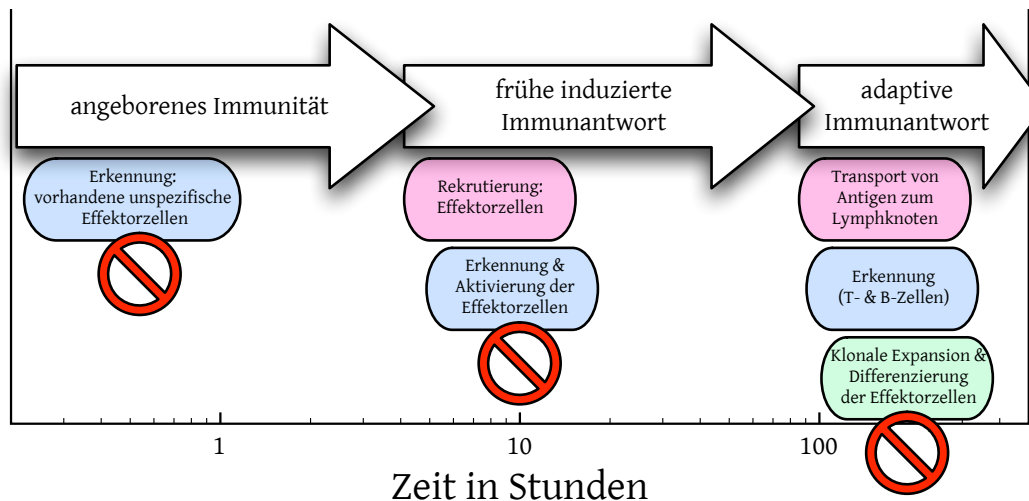 angeborenes Immunität
frühe induzierte
Immunantwort
adaptive
Immunantwort
Erkennung:
vorhandene unspezifische
Effektorzellen
Rekrutierung:
Effektorzellen
Erkennung &
Aktivierung der
Effektorzellen
Transport von
Antigen zum
Lymphknoten
Erkennung
(T- & B-Zellen)
Klonale Expansion &
Differenzierung
der Effektorzellen
1
10
100
Zeit in Stunden